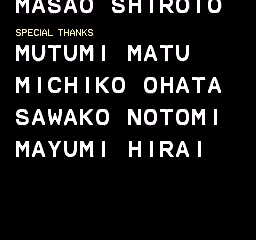 MASAO SHIROTO
SPECIAL THANKS
MUTUMI MATU
MICHIKO OHATA
SAWAKO NOTOMI
MAYUMI HIRAI